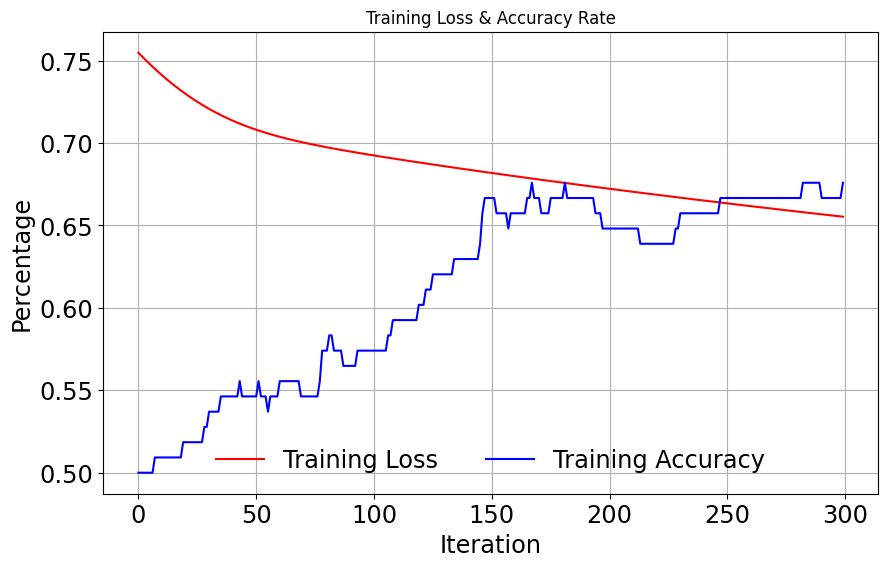 Training Loss & Accuracy Rate
Percentage
0.75
0.70
0.65
0.60
0.55
0.50
Training Loss
Training Accuracy
0 50 100 150 200 250 300
Iteration